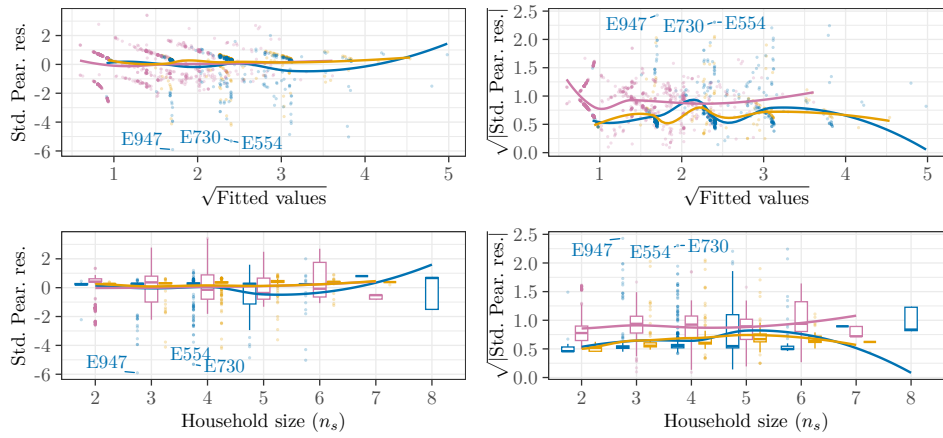 Std. Pear. res.
2
0
-2
-4
-6
E947
E730
E554
1
2
3
4
5
√Fitted values
√|Std. Pear. res.|
2.5
2.0
1.5
1.0
0.5
0.0
E947
E730
E554
1
2
3
4
5
√Fitted values
Std. Pear. res.
2
0
-2
-4
-6
E947
E554
E730
2
3
4
5
6
7
8
Household size (nₛ)
√|Std. Pear. res.|
2.5
2.0
1.5
1.0
0.5
0.0
E947
E554
E730
2
3
4
5
6
7
8
Household size (nₛ)